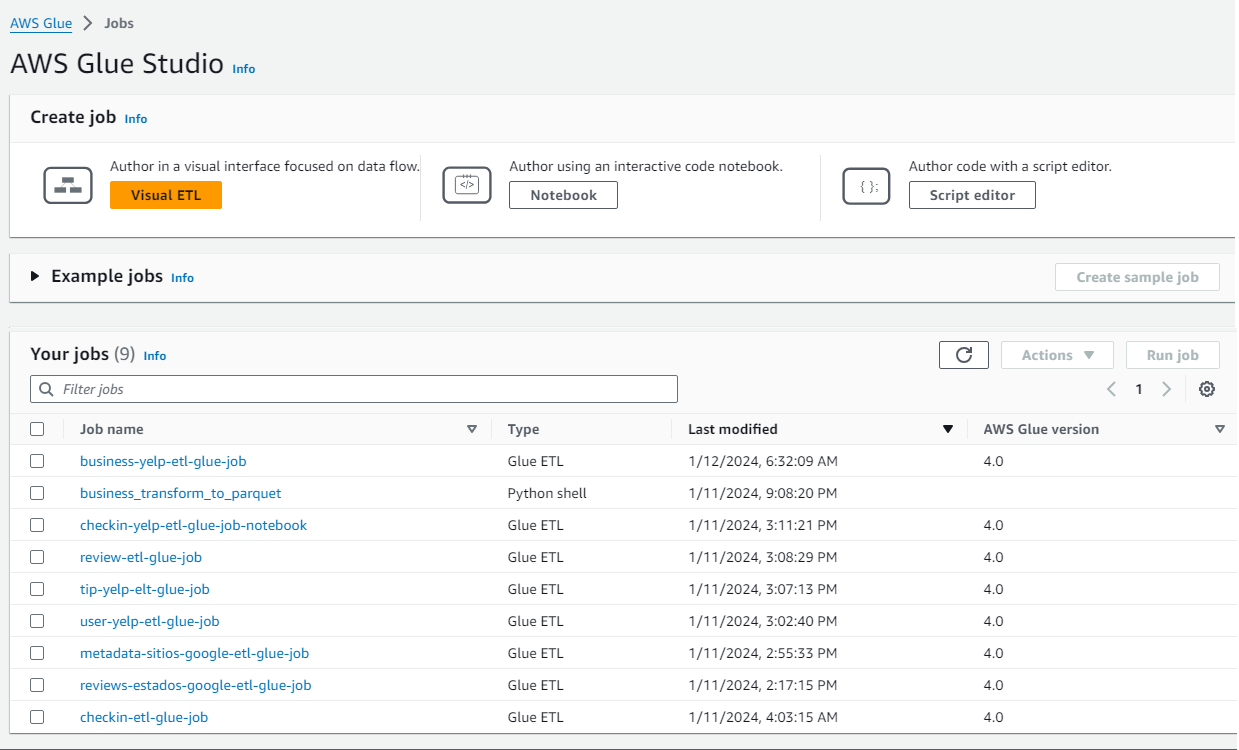 AWS Glue > Jobs
AWS Glue Studio Info
Create job Info
Author in a visual interface focused on data flow.
Visual ETL
</> Author using an interactive code notebook.
Notebook
{ }; Author code with a script editor.
Script editor
Example jobs Info Create sample job
Your jobs (9) Info Actions Run job
Filter jobs 1
Job name Type Last modified AWS Glue version
business-yelp-etl-glue-job Glue ETL 1/12/2024, 6:32:09 AM 4.0
business_transform_to_parquet Python shell 1/11/2024, 9:08:20 PM
checkin-yelp-etl-glue-job-notebook Glue ETL 1/11/2024, 3:11:21 PM 4.0
review-etl-glue-job Glue ETL 1/11/2024, 3:08:29 PM 4.0
tip-yelp-elt-glue-job Glue ETL 1/11/2024, 3:07:13 PM 4.0
user-yelp-etl-glue-job Glue ETL 1/11/2024, 3:02:40 PM 4.0
metadata-sitios-google-etl-glue-job Glue ETL 1/11/2024, 2:55:33 PM 4.0
reviews-estados-google-etl-glue-job Glue ETL 1/11/2024, 2:17:15 PM 4.0
checkin-etl-glue-job Glue ETL 1/11/2024, 4:03:15 AM 4.0